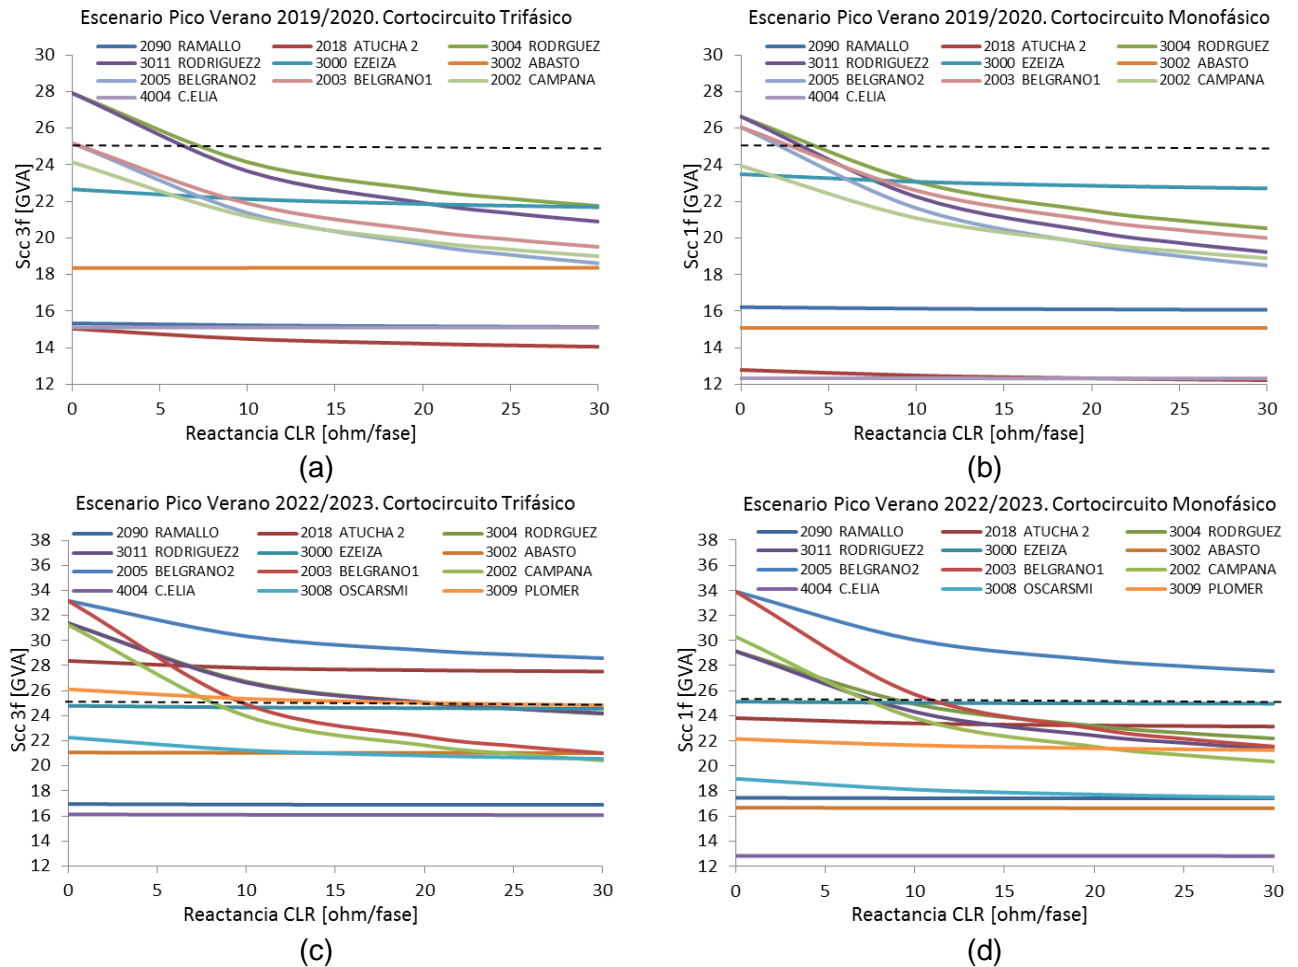 Escenario Pico Verano 2019/2020. Cortocircuito Trifásico
2090 RAMALLO 2018 ATUCHA 2 3004 RODRGUEZ
3011 RODRIGUEZ2 3000 EZEIZA 3002 ABASTO
2005 BELGRANO2 2003 BELGRANO1 2002 CAMPANA
4004 C.ELIA
30
28
26
24
22
20
18
16
14
12
Scc 3f [GVA]
0 5 10 15 20 25 30
Reactancia CLR [ohm/fase]
(a)
Escenario Pico Verano 2019/2020. Cortocircuito Monofásico
2090 RAMALLO 2018 ATUCHA 2 3004 RODRGUEZ
3011 RODRIGUEZ2 3000 EZEIZA 3002 ABASTO
2005 BELGRANO2 2003 BELGRANO1 2002 CAMPANA
4004 C.ELIA
30
28
26
24
22
20
18
16
14
12
Scc 1f [GVA]
0 5 10 15 20 25 30
Reactancia CLR [ohm/fase]
(b)
Escenario Pico Verano 2022/2023. Cortocircuito Trifásico
2090 RAMALLO 2018 ATUCHA 2 3004 RODRGUEZ
3011 RODRIGUEZ2 3000 EZEIZA 3002 ABASTO
2005 BELGRANO2 2003 BELGRANO1 2002 CAMPANA
4004 C.ELIA 3008 OSCARSMI 3009 PLOMER
38
36
34
32
30
28
26
24
22
20
18
16
14
12
Scc 3f [GVA]
0 5 10 15 20 25 30
Reactancia CLR [ohm/fase]
(c)
Escenario Pico Verano 2022/2023. Cortocircuito Monofásico
2090 RAMALLO 2018 ATUCHA 2 3004 RODRGUEZ
3011 RODRIGUEZ2 3000 EZEIZA 3002 ABASTO
2005 BELGRANO2 2003 BELGRANO1 2002 CAMPANA
4004 C.ELIA 3008 OSCARSMI 3009 PLOMER
38
36
34
32
30
28
26
24
22
20
18
16
14
12
Scc 1f [GVA]
0 5 10 15 20 25 30
Reactancia CLR [ohm/fase]
(d)